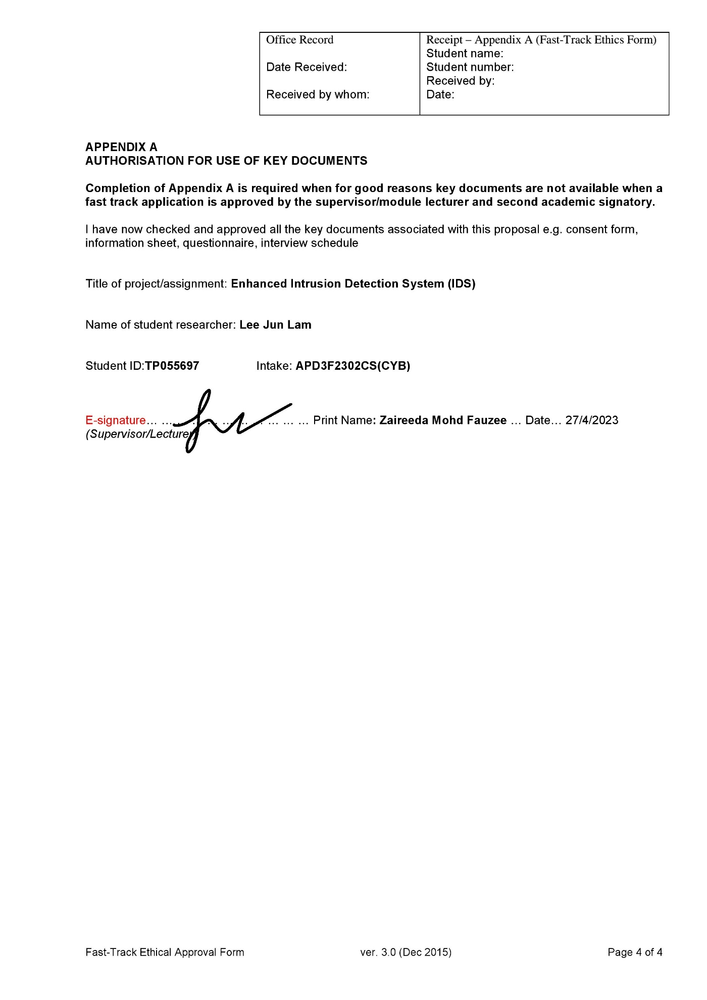 Office Record
Date Received:
Received by whom:
Receipt – Appendix A (Fast-Track Ethics Form)
Student name:
Student number:
Received by:
Date:
APPENDIX A
AUTHORISATION FOR USE OF KEY DOCUMENTS
Completion of Appendix A is required when for good reasons key documents are not available when a
fast track application is approved by the supervisor/module lecturer and second academic signatory.
I have now checked and approved all the key documents associated with this proposal e.g. consent form,
information sheet, questionnaire, interview schedule
Title of project/assignment: Enhanced Intrusion Detection System (IDS)
Name of student researcher: Lee Jun Lam
Student ID:TP055697 Intake: APD3F2302CS(CYB)
E-signature… … … … … … … … … … … Print Name: Zaireeda Mohd Fauzee … Date… 27/4/2023
(Supervisor/Lecturer)
Fast-Track Ethical Approval Form ver. 3.0 (Dec 2015) Page 4 of 4